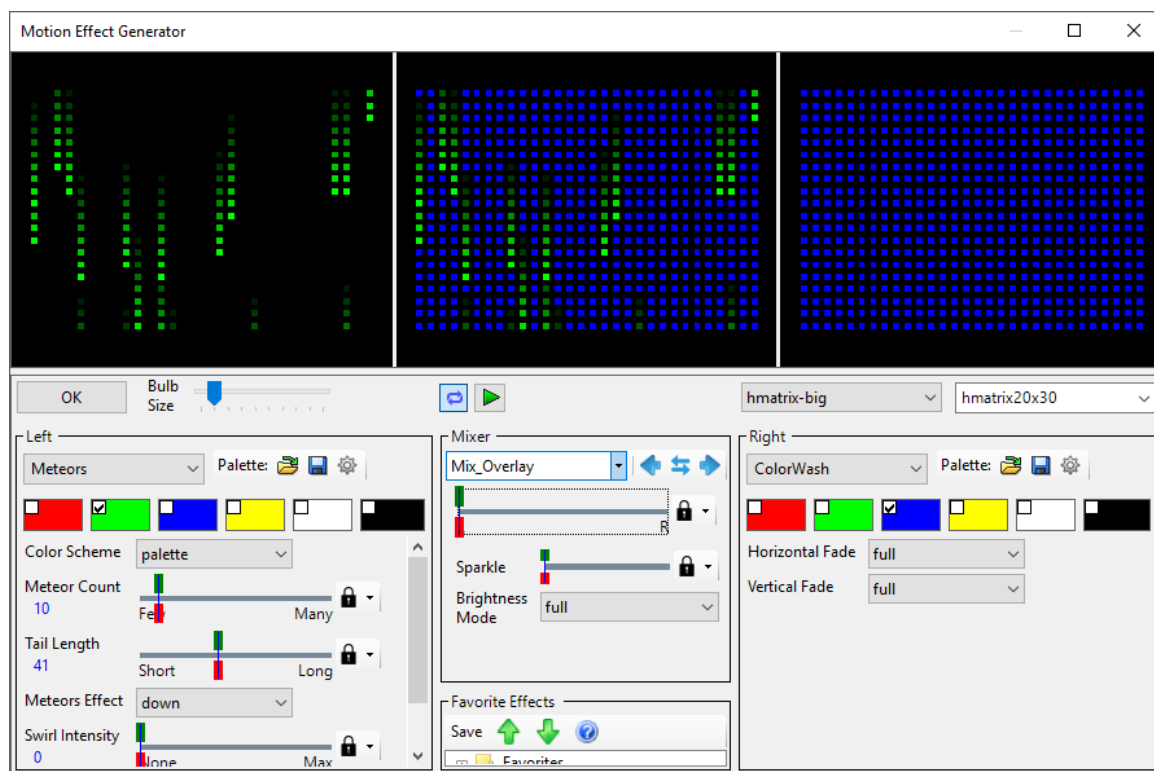 Motion Effect Generator
OK
Bulb
Size
hmatrix-big
hmatrix20x30
Left
Meteors
Palette:
Color Scheme
palette
Meteor Count
10
Few
Many
Tail Length
41
Short
Long
Meteors Effect
down
Swirl Intensity
0
None
Max
Mixer
Mix_Overlay
R
Sparkle
Brightness
Mode
full
Favorite Effects
Save
Favorites
Right
ColorWash
Palette:
Horizontal Fade
full
Vertical Fade
full